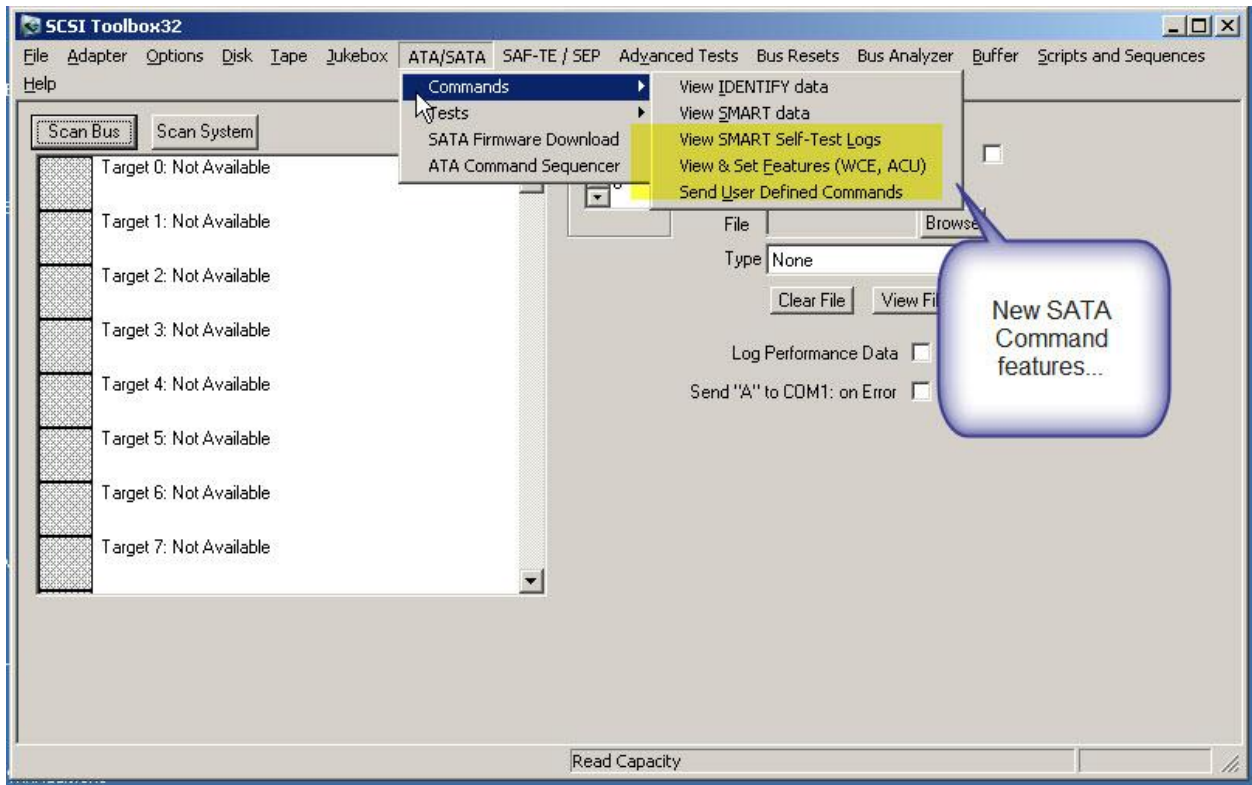 SCSI Toolbox32
File Adapter Options Disk Tape Jukebox ATA/SATA SAF-TE / SEP Advanced Tests Bus Resets Bus Analyzer Buffer Scripts and Sequences
Help
Commands
Tests
SATA Firmware Download
ATA Command Sequencer
View IDENTIFY data
View SMART data
View SMART Self-Test Logs
View & Set Features (WCE, ACU)
Send User Defined Commands
Scan Bus Scan System
Target 0: Not Available
Target 1: Not Available
Target 2: Not Available
Target 3: Not Available
Target 4: Not Available
Target 5: Not Available
Target 6: Not Available
Target 7: Not Available
File Browse
Type None
Clear File View Fi
Log Performance Data
Send "A" to COM1: on Error
New SATA
Command
features...
Read Capacity